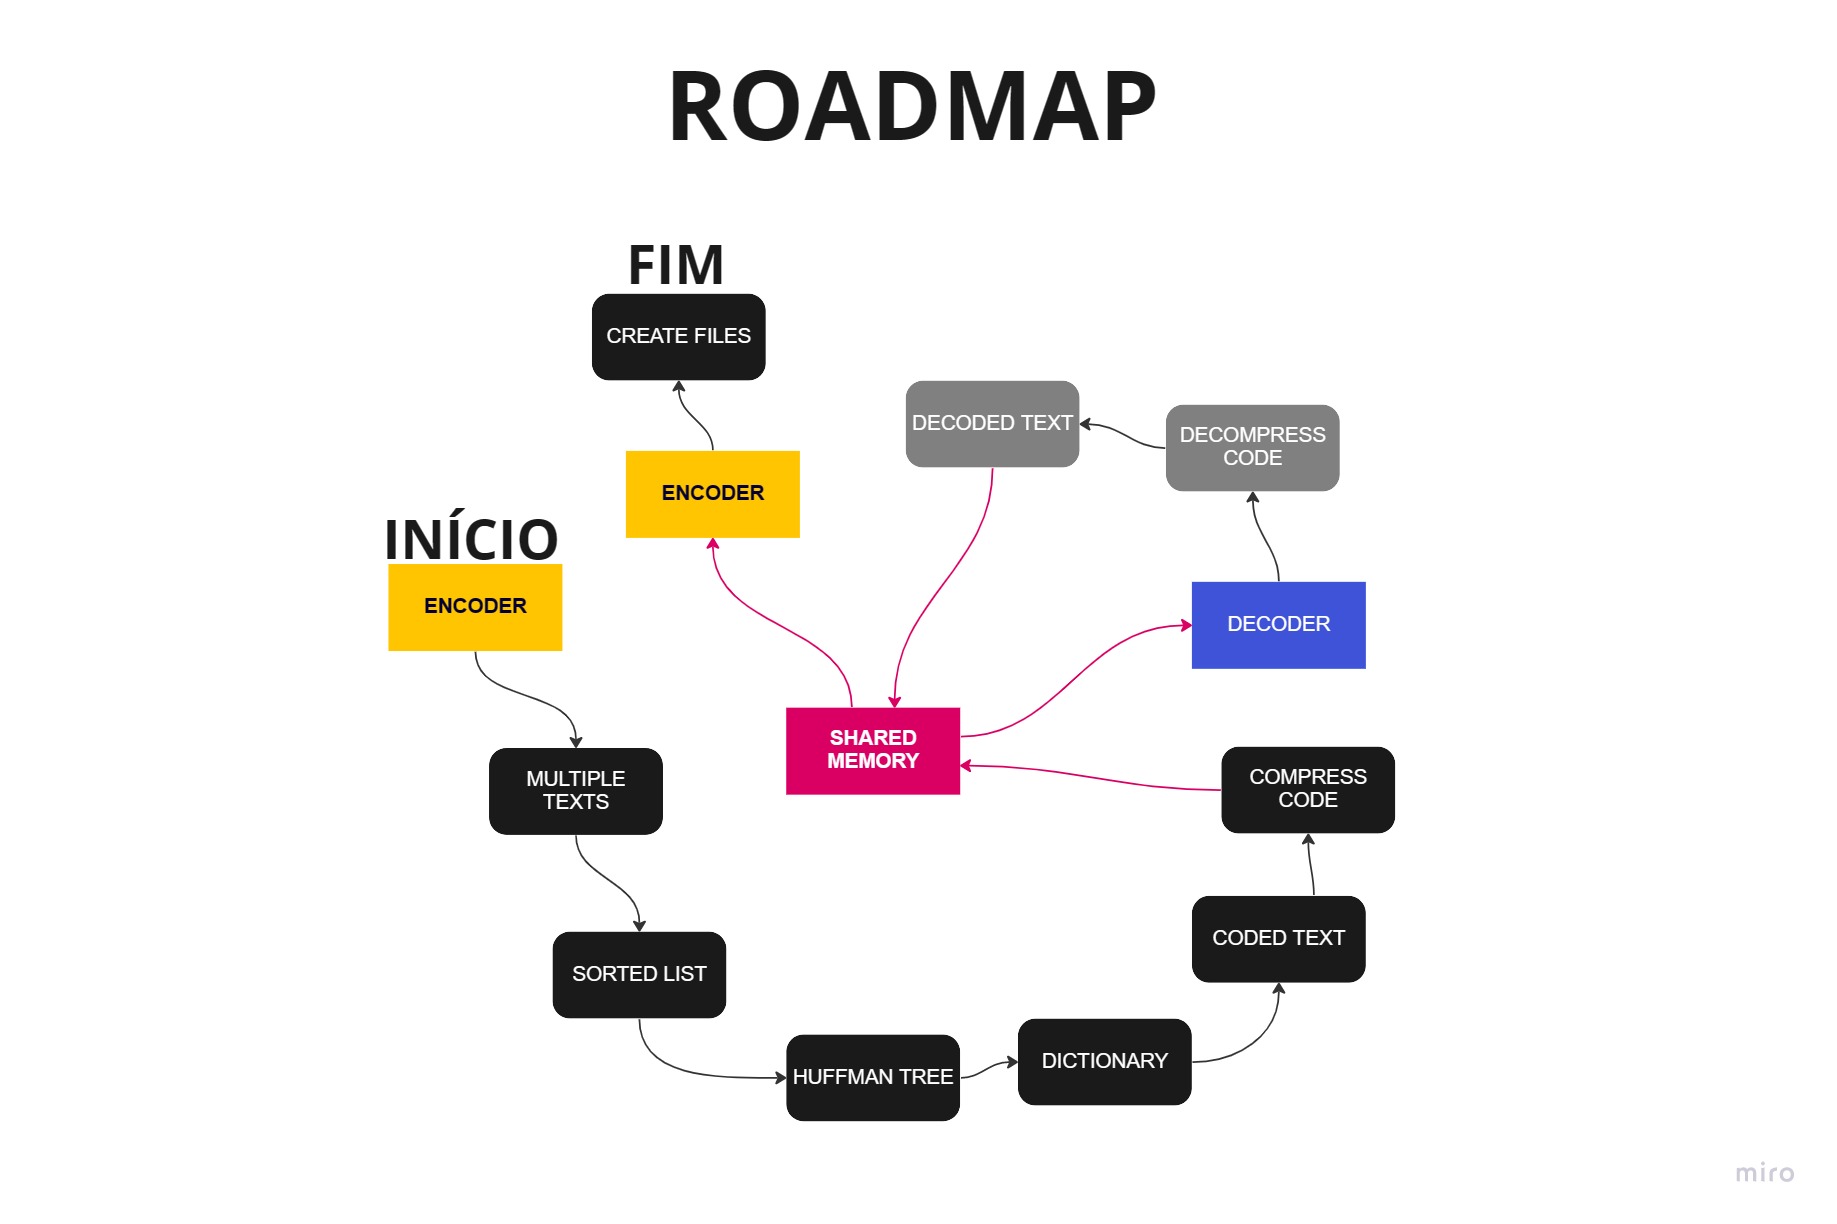 ROADMAP
FIM
CREATE FILES
DECODED TEXT
DECOMPRESS
CODE
ENCODER
INÍCIO
ENCODER
DECODER
SHARED
MEMORY
MULTIPLE
TEXTS
COMPRESS
CODE
CODED TEXT
SORTED LIST
HUFFMAN TREE
DICTIONARY
miro